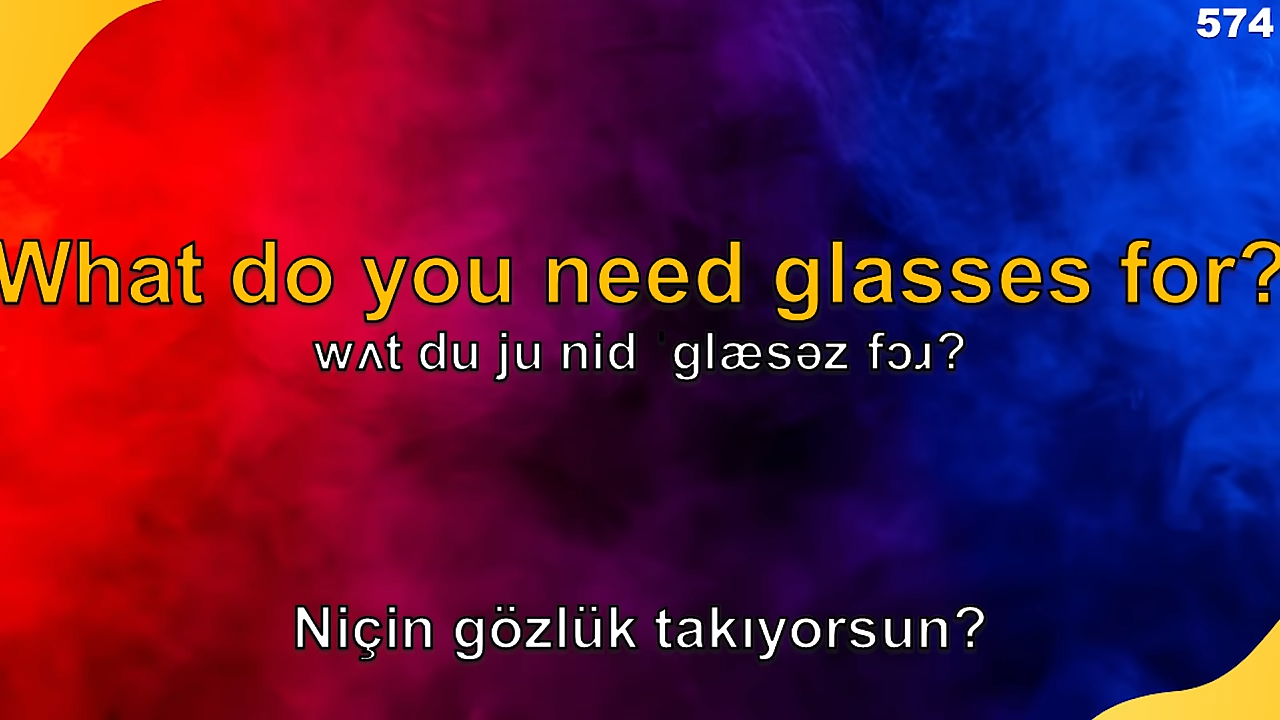 574
What do you need glasses for?
wʌt du ju nid ˈglæsəz fɔɹ?
Niçin gözlük takıyorsun?